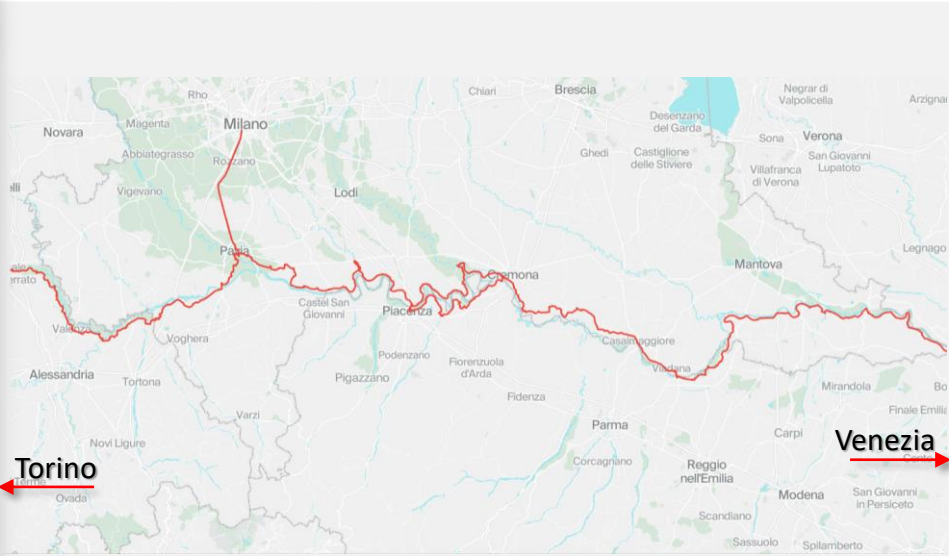 Chiari
Brescia
Negrar di
Valpolicella
Rho
Arzigna
Milano
Magenta
Desenzano
del Garda
Novara
Sona
Verona
Abbiategrasso
Rozzano
Ghedi
Castiglione
delle Stiviere
San Giovanni
Lupatoto
Villafranca
di Verona
Vigevano
Lodi
Pavia
Legnago
Mantova
Cremona
Castel San
Giovanni
Piacenza
Valenza
Voghera
Casalmaggiore
Podenzano
Fiorenzuola
d'Arda
Viadana
Alessandria
Tortona
Pigazzano
Mirandola
Fidenza
Finale Emilia
Varzi
Parma
Carpi
Novi Ligure
Venezia
Cento
Torino
Corcagnano
Reggio
nell'Emilia
Terme
Ovada
Modena
San Giovanni
in Persiceto
Scandiano
Sassuolo
Spilamberto